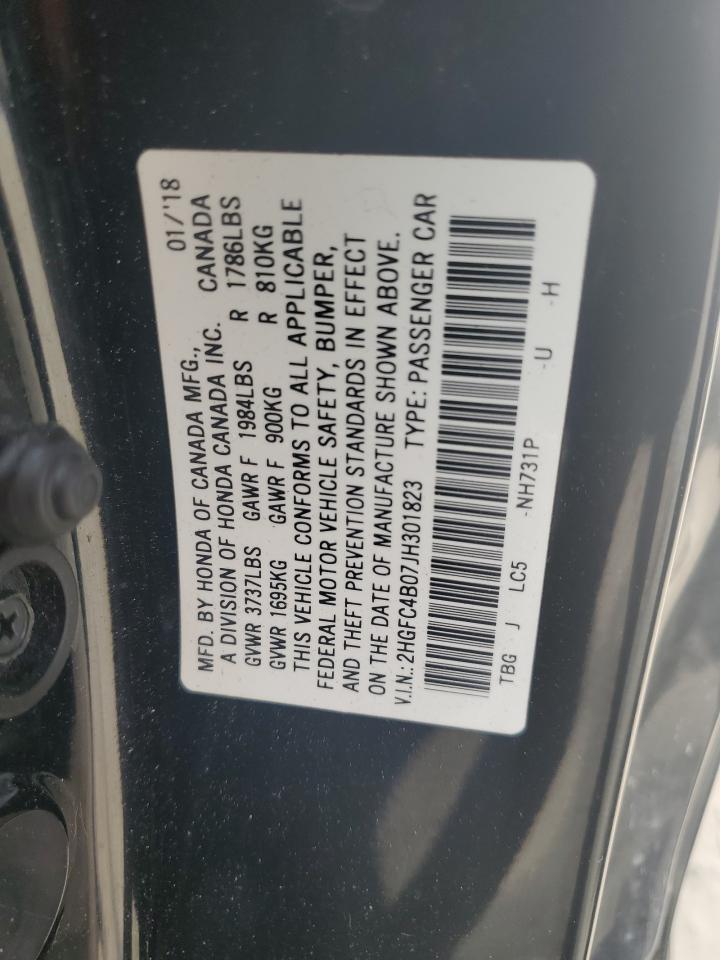 MFD. BY HONDA OF CANADA MFG., 01/'18
A DIVISION OF HONDA CANADA INC. CANADA
GVWR 3737LBS GAWR F 1984LBS R 1786LBS
GVWR 1695KG GAWR F 900KG R 810KG
THIS VEHICLE CONFORMS TO ALL APPLICABLE
FEDERAL MOTOR VEHICLE SAFETY, BUMPER,
AND THEFT PREVENTION STANDARDS IN EFFECT
ON THE DATE OF MANUFACTURE SHOWN ABOVE.
V.I.N.: 2HGFC4B07JH301823 TYPE: PASSENGER CAR
TBG J LC5 -NH731P -U -H